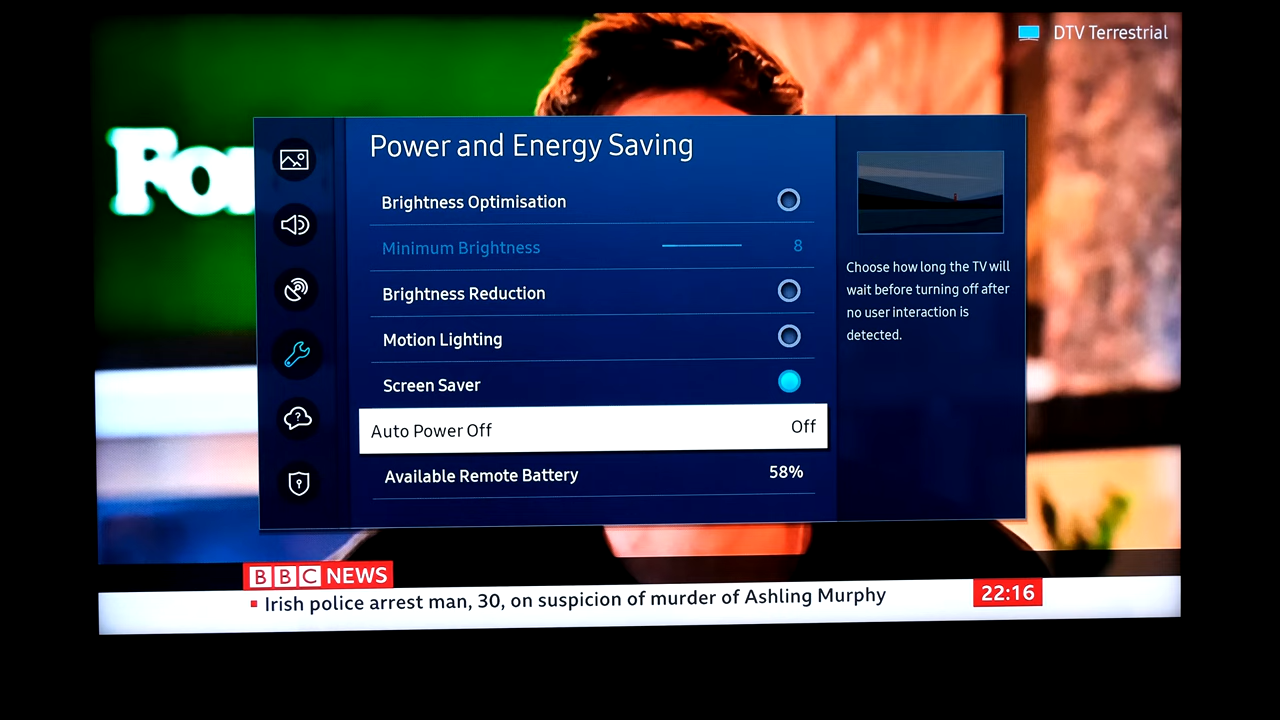 DTV Terrestrial
Power and Energy Saving
Brightness Optimisation
Minimum Brightness 8
Brightness Reduction
Motion Lighting
Screen Saver
Auto Power Off Off
Available Remote Battery 58%
Choose how long the TV will
wait before turning off after
no user interaction is
detected.
BBC NEWS
Irish police arrest man, 30, on suspicion of murder of Ashling Murphy
22:16